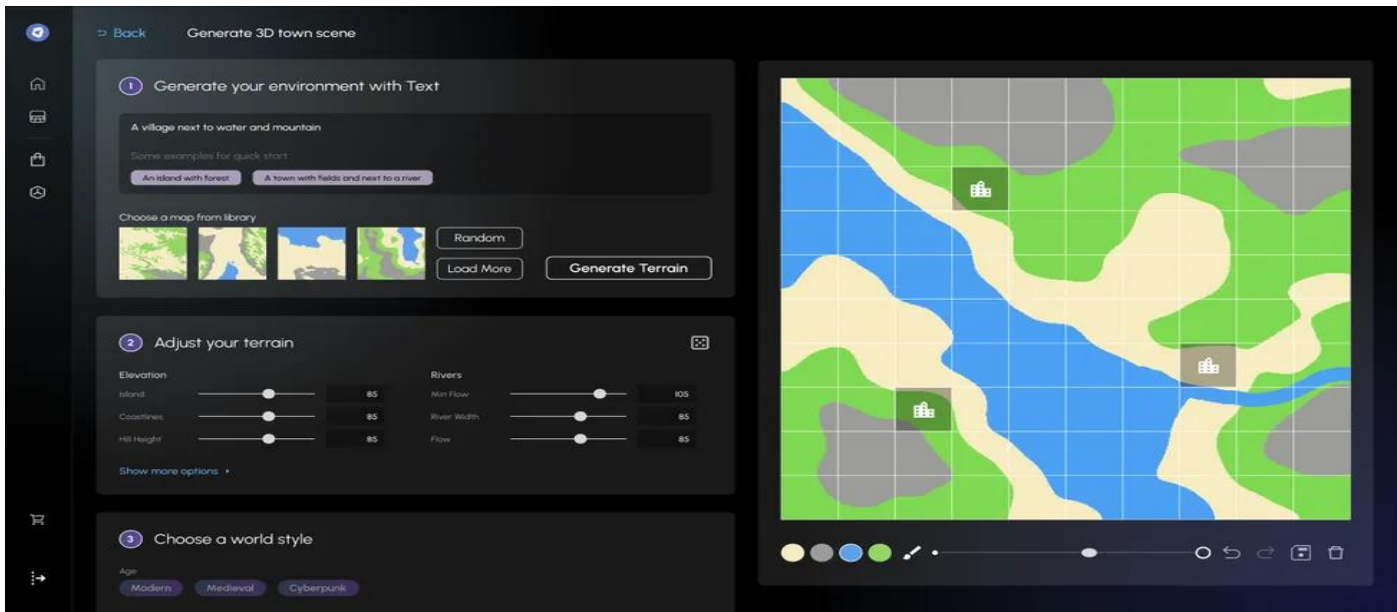 Back
Generate 3D town scene
1 Generate your environment with Text
A village next to water and mountain
Some examples for quick start
An island with forest
A town with fields and next to a river
Choose a map from library
Random
Load More
Generate Terrain
2 Adjust your terrain
Elevation
Island 85
Coastlines 85
Hill Height 85
Rivers
Min Flow 105
River Width 85
Flow 85
Show more options
3 Choose a world style
Age
Modern
Medieval
Cyberpunk